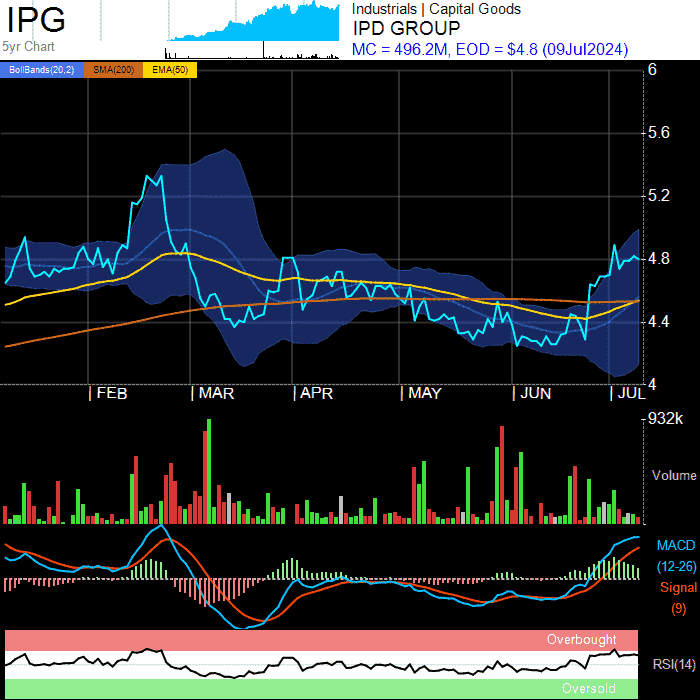 IPG
5yr Chart
Industrials | Capital Goods
IPD GROUP
MC = 496.2M, EOD = $4.8 (09Jul2024)
BollBands(20,2) SMA(200) EMA(50)
6
5.6
5.2
4.8
4.4
4
| FEB | MAR | APR | MAY | JUN | JUL
932k
Volume
MACD
(12-26)
Signal
(9)
Overbought
RSI(14)
Oversold